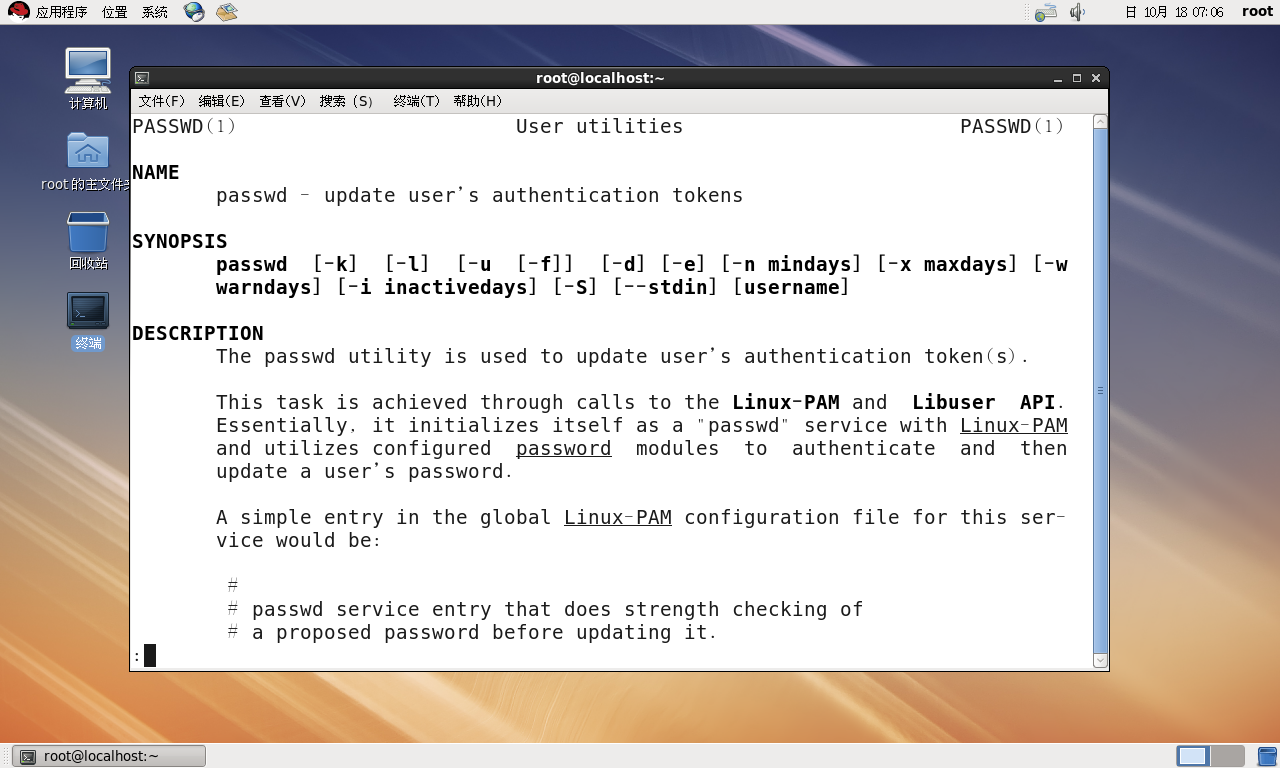 应用程序 位置 系统 日 10月 18 07:06 root
计算机
root 的主文件夹
回收站
终端
root@localhost:~
文件(F) 编辑(E) 查看(V) 搜索 (S) 终端(T) 帮助(H)
PASSWD(1) User utilities PASSWD(1)
NAME
passwd - update user's authentication tokens
SYNOPSIS
passwd [-k] [-l] [-u [-f]] [-d] [-e] [-n mindays] [-x maxdays] [-w
warndays] [-i inactivedays] [-S] [--stdin] [username]
DESCRIPTION
The passwd utility is used to update user's authentication token(s).
This task is achieved through calls to the Linux-PAM and Libuser API.
Essentially, it initializes itself as a "passwd" service with Linux-PAM
and utilizes configured password modules to authenticate and then
update a user's password.
A simple entry in the global Linux-PAM configuration file for this ser-
vice would be:
#
# passwd service entry that does strength checking of
# a proposed password before updating it.
:
root@localhost:~